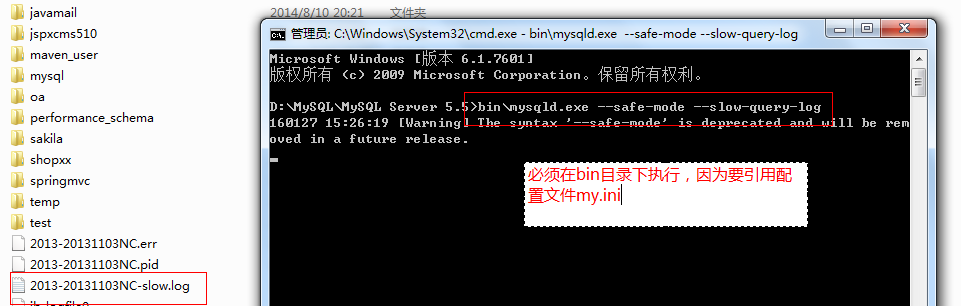 javamail
2014/8/10 20:21 文件夹
jspxcms510
maven_user
mysql
oa
performance_schema
sakila
shopxx
springmvc
temp
test
2013-20131103NC.err
2013-20131103NC.pid
2013-20131103NC-slow.log
管理员: C:\Windows\System32\cmd.exe - bin\mysqld.exe --safe-mode --slow-query-log
Microsoft Windows [版本 6.1.7601]
版权所有 (c) 2009 Microsoft Corporation。保留所有权利。
D:\MySQL\MySQL Server 5.5>bin\mysqld.exe --safe-mode --slow-query-log
160127 15:26:19 [Warning] The syntax '--safe-mode' is deprecated and will be rem
oved in a future release.
必须在bin目录下执行，因为要引用配
置文件my.ini